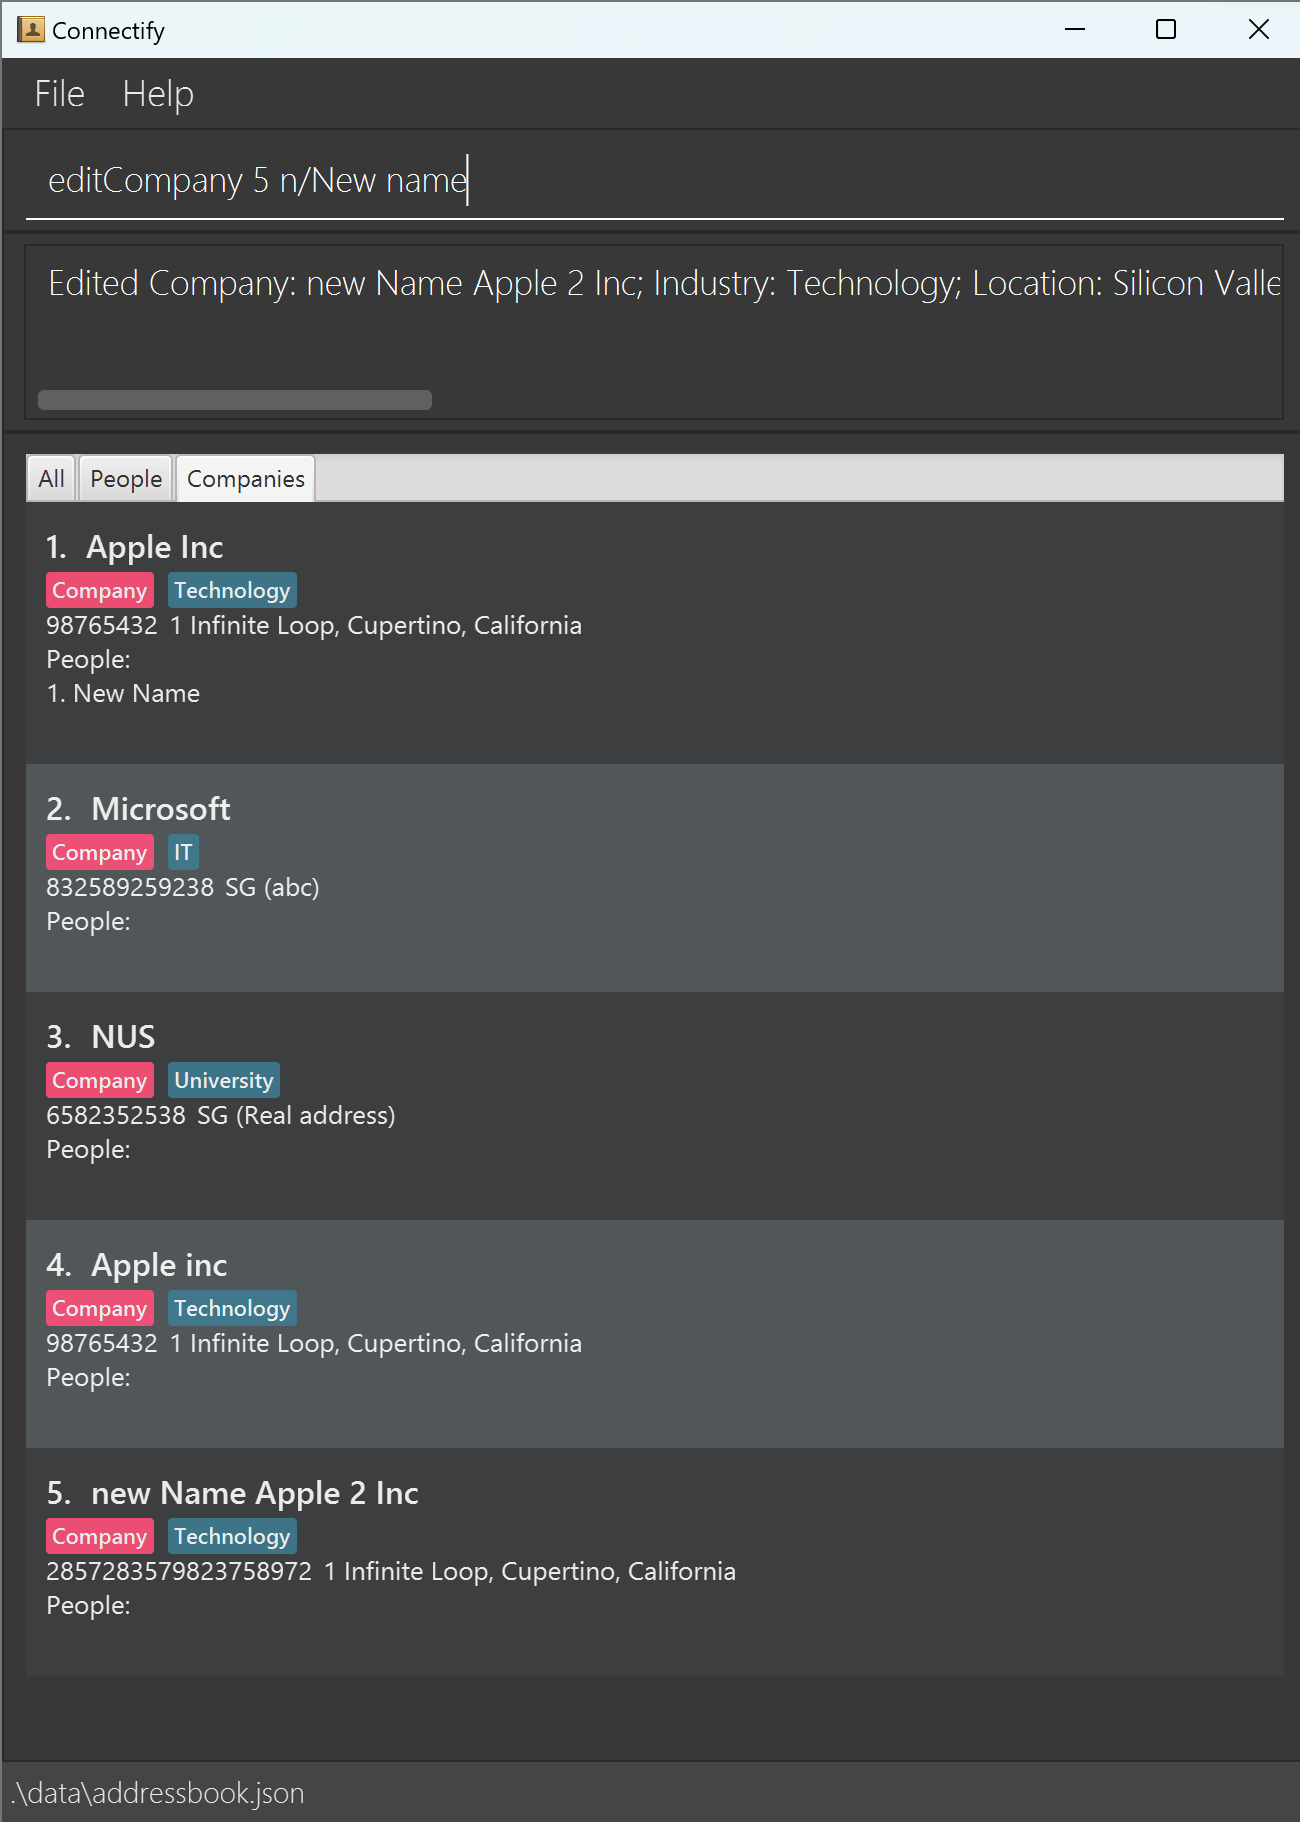 Connectify
File Help
editCompany 5 n/New name
Edited Company: new Name Apple 2 Inc; Industry: Technology; Location: Silicon Valle
All People Companies
1. Apple Inc
Company Technology
98765432 1 Infinite Loop, Cupertino, California
People:
1. New Name
2. Microsoft
Company IT
832589259238 SG (abc)
People:
3. NUS
Company University
6582352538 SG (Real address)
People:
4. Apple inc
Company Technology
98765432 1 Infinite Loop, Cupertino, California
People:
5. new Name Apple 2 Inc
Company Technology
2857283579823758972 1 Infinite Loop, Cupertino, California
People:
.\data\addressbook.json